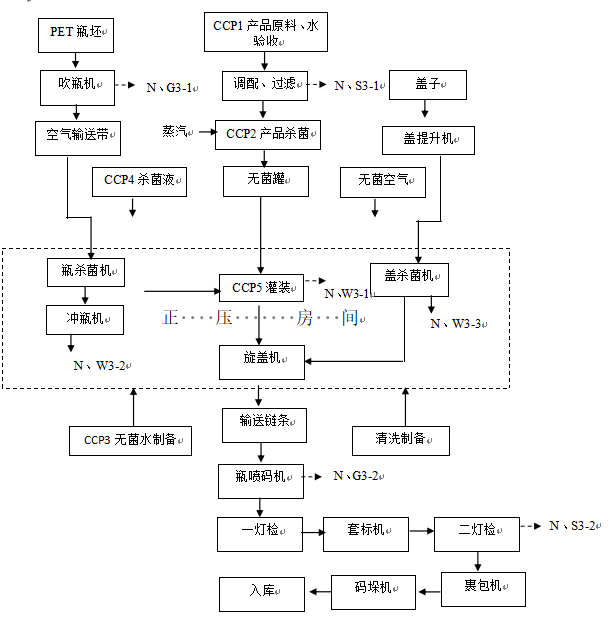 PET 瓶坯
CCP1 产品原料、水
验收
吹瓶机
N、G3-1
调配、过滤
N、S3-1
盖子
空气输送带
蒸汽
CCP2 产品杀菌
盖提升机
CCP4 杀菌液
无菌罐
无菌空气
瓶杀菌机
CCP5 灌装
盖杀菌机
N、W3-1
冲瓶机
正····压·······房···间
N、W3-3
N、W3-2
旋盖机
输送链条
CCP3 无菌水制备
清洗制备
瓶喷码机
N、G3-2
一灯检
套标机
二灯检
N、S3-2
入库
码垛机
裹包机